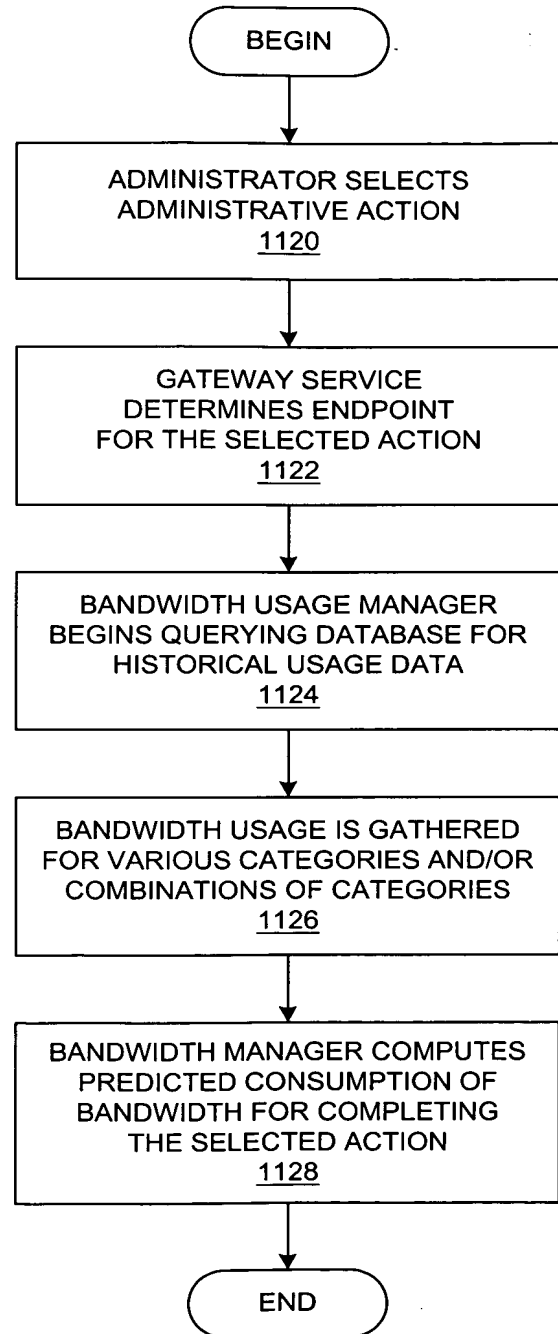 BEGIN
ADMINISTRATOR SELECTS
ADMINISTRATIVE ACTION
1120
GATEWAY SERVICE
DETERMINES ENDPOINT
FOR THE SELECTED ACTION
1122
BANDWIDTH USAGE MANAGER
BEGINS QUERYING DATABASE FOR
HISTORICAL USAGE DATA
1124
BANDWIDTH USAGE IS GATHERED
FOR VARIOUS CATEGORIES AND/OR
COMBINATIONS OF CATEGORIES
1126
BANDWIDTH MANAGER COMPUTES
PREDICTED CONSUMPTION OF
BANDWIDTH FOR COMPLETING
THE SELECTED ACTION
1128
END